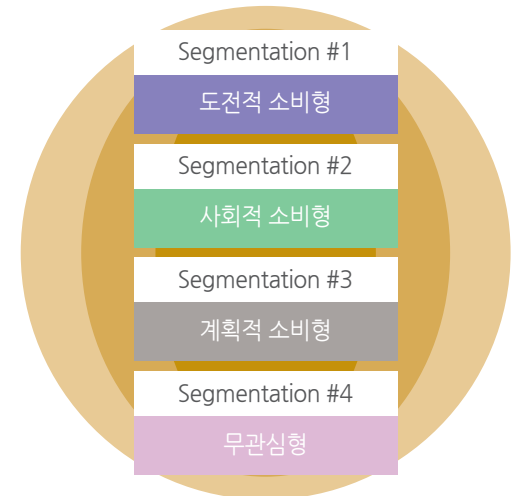 Segmentation #1
도전적 소비형
Segmentation #2
사회적 소비형
Segmentation #3
계획적 소비형
Segmentation #4
무관심형